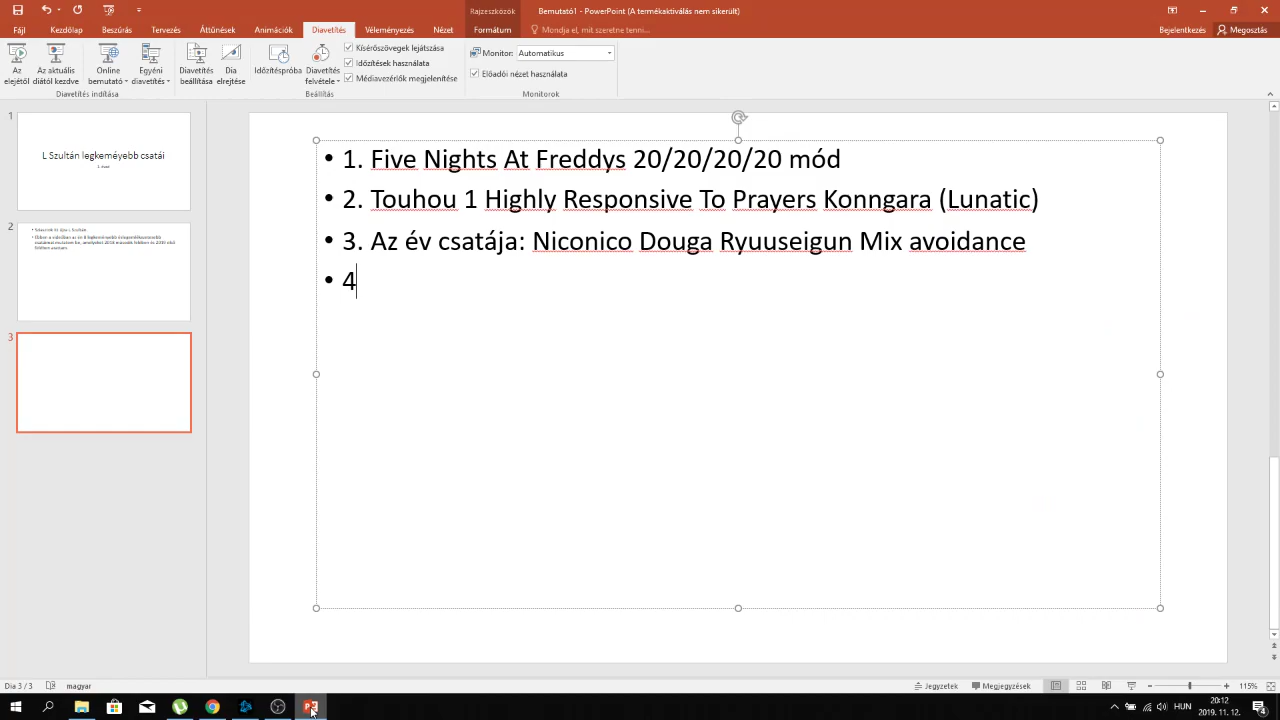 Rajzeszközök
Bemutató1 - PowerPoint (A termékaktiválás nem sikerült)
Fájl Kezdőlap Beszúrás Tervezés Áttűnések Animációk Diavetítés Véleményezés Nézet Formátum Mondja el, mit szeretne tenni... Bejelentkezés Megosztás
Az elejétől
Az aktuális diától kezdve
Online bemutató
Egyéni diavetítés
Diavetítés indítása
Diavetítés beállítása
Dia elrejtése
Időzítéspróba
Diavetítés felvétele
Kísérőszövegek lejátszása
Időzítések használata
Médiavezérlők megjelenítése
Beállítás
Monitor: Automatikus
Előadói nézet használata
Monitorok
1
L Szultán legkeményebb csatái
2
3
• 1. Five Nights At Freddys 20/20/20/20 mód
• 2. Touhou 1 Highly Responsive To Prayers Konngara (Lunatic)
• 3. Az év csatája: Niconico Douga Ryuuseigun Mix avoidance
• 4
Dia 3 / 3 magyar Jegyzetek Megjegyzések 115%
HUN 20:12
2019. 11. 12.
4